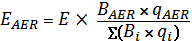 E_AER = E × (B_AER × q_AER) / (Σ(B_i × q_i))